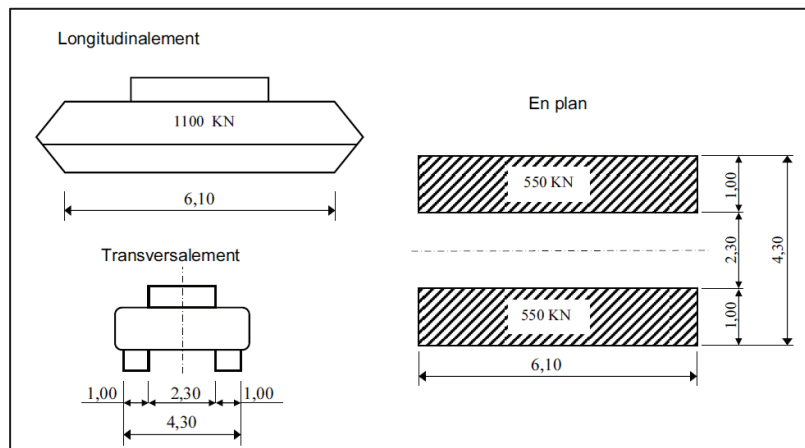 Longitudinalement
1100 KN
6,10
Transversalement
1,00
2,30
1,00
4,30
En plan
550 KN
1,00
2,30
4,30
550 KN
1,00
6,10